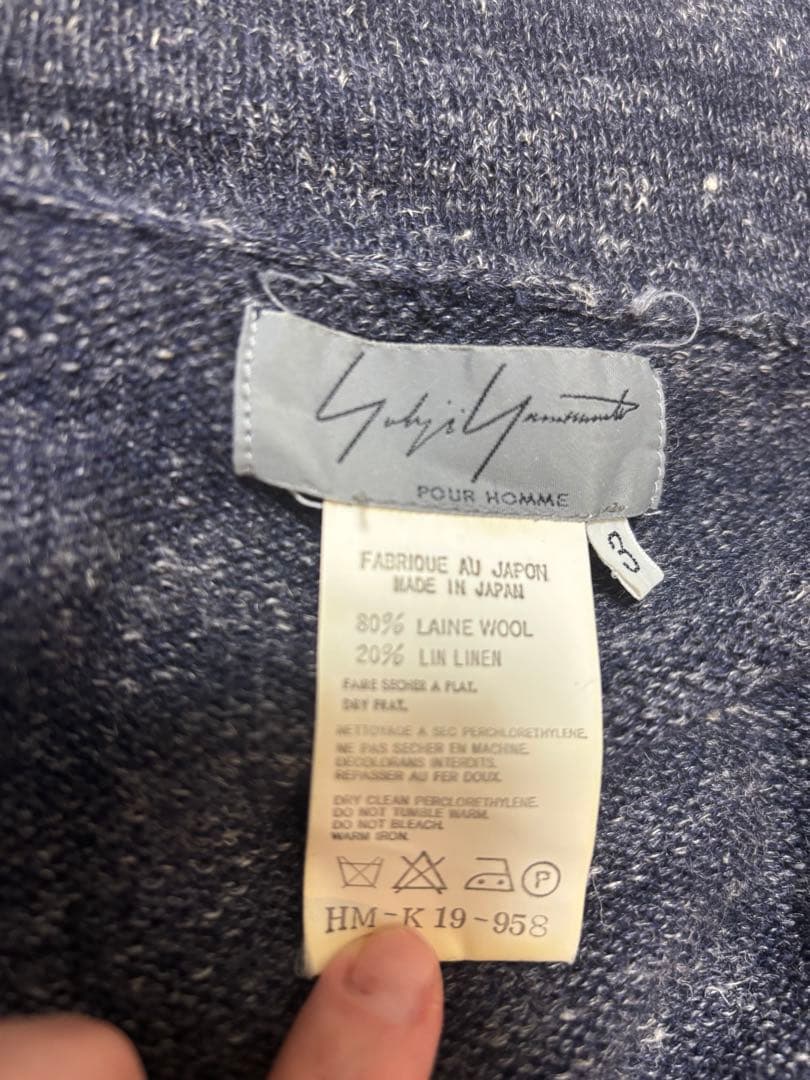 Yohji Yamamoto
POUR HOMME
3
FABRIQUE AU JAPON
MADE IN JAPAN
80% LAINE WOOL
20% LIN LINEN
FAIRE SECHER A PLAT.
DRY FLAT.
NETTOYAGE A SEC PERCHLORETHYLENE.
NE PAS SECHER EN MACHINE.
DECOLORANS INTERDITS.
REPASSER AU FER DOUX.
DRY CLEAN PERCLORETHYLENE.
DO NOT TUMBLE WARM.
DO NOT BLEACH.
WARM IRON.
P
HM-K 19-958